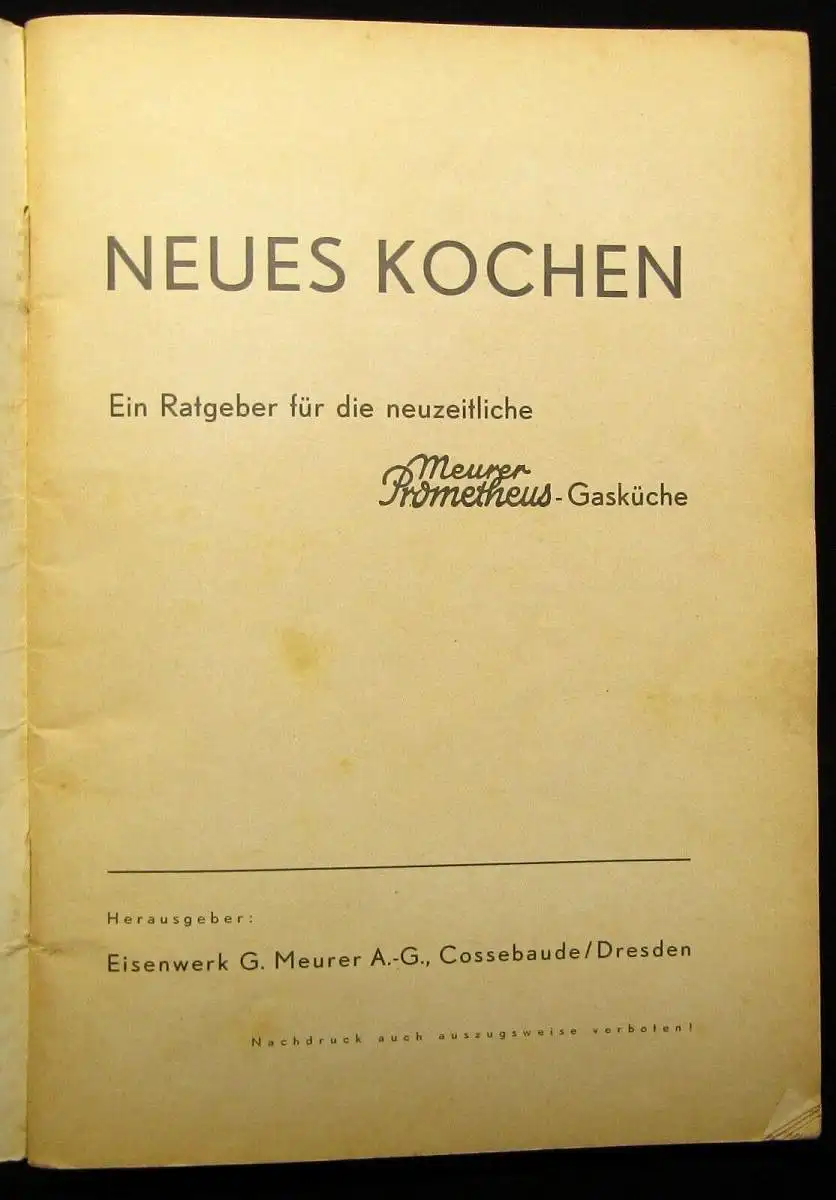 NEUES KOCHEN
Ein Ratgeber für die neuzeitliche
Meurer
Prometheus-Gasküche
Herausgeber:
Eisenwerk G. Meurer A.-G., Cossebaude/Dresden
Nachdruck auch auszugsweise verboten!